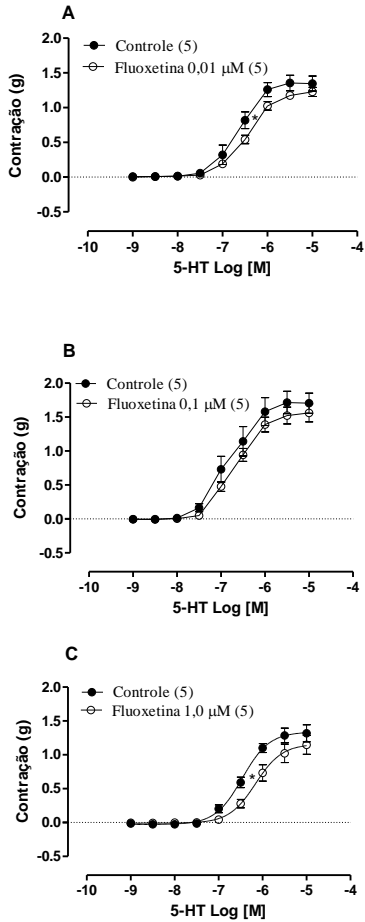 A
Controle (5)
Fluoxetina 0,01 μM (5)
2.0
1.5
1.0
0.5
0.0
-0.5
Contração (g)
*
-10 -9 -8 -7 -6 -5 -4
5-HT Log [M]
B
Controle (5)
Fluoxetina 0,1 μM (5)
2.0
1.5
1.0
0.5
0.0
-0.5
Contração (g)
-10 -9 -8 -7 -6 -5 -4
5-HT Log [M]
C
Controle (5)
Fluoxetina 1,0 μM (5)
2.0
1.5
1.0
0.5
0.0
-0.5
Contração (g)
*
-10 -9 -8 -7 -6 -5 -4
5-HT Log [M]